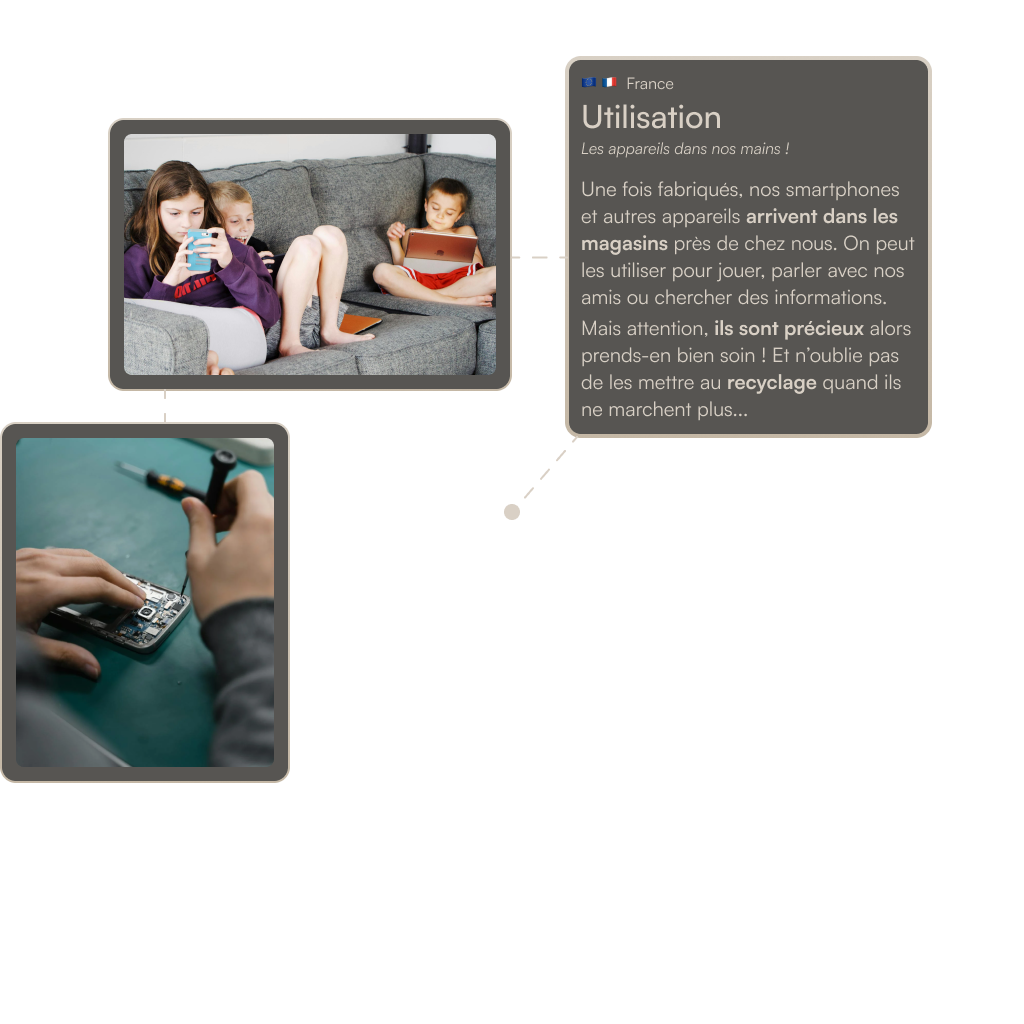 France
Utilisation
Les appareils dans nos mains !
Une fois fabriqués, nos smartphones
et autres appareils arrivent dans les
magasins près de chez nous. On peut
les utiliser pour jouer, parler avec nos
amis ou chercher des informations.
Mais attention, ils sont précieux alors
prends-en bien soin ! Et n’oublie pas
de les mettre au recyclage quand ils
ne marchent plus...